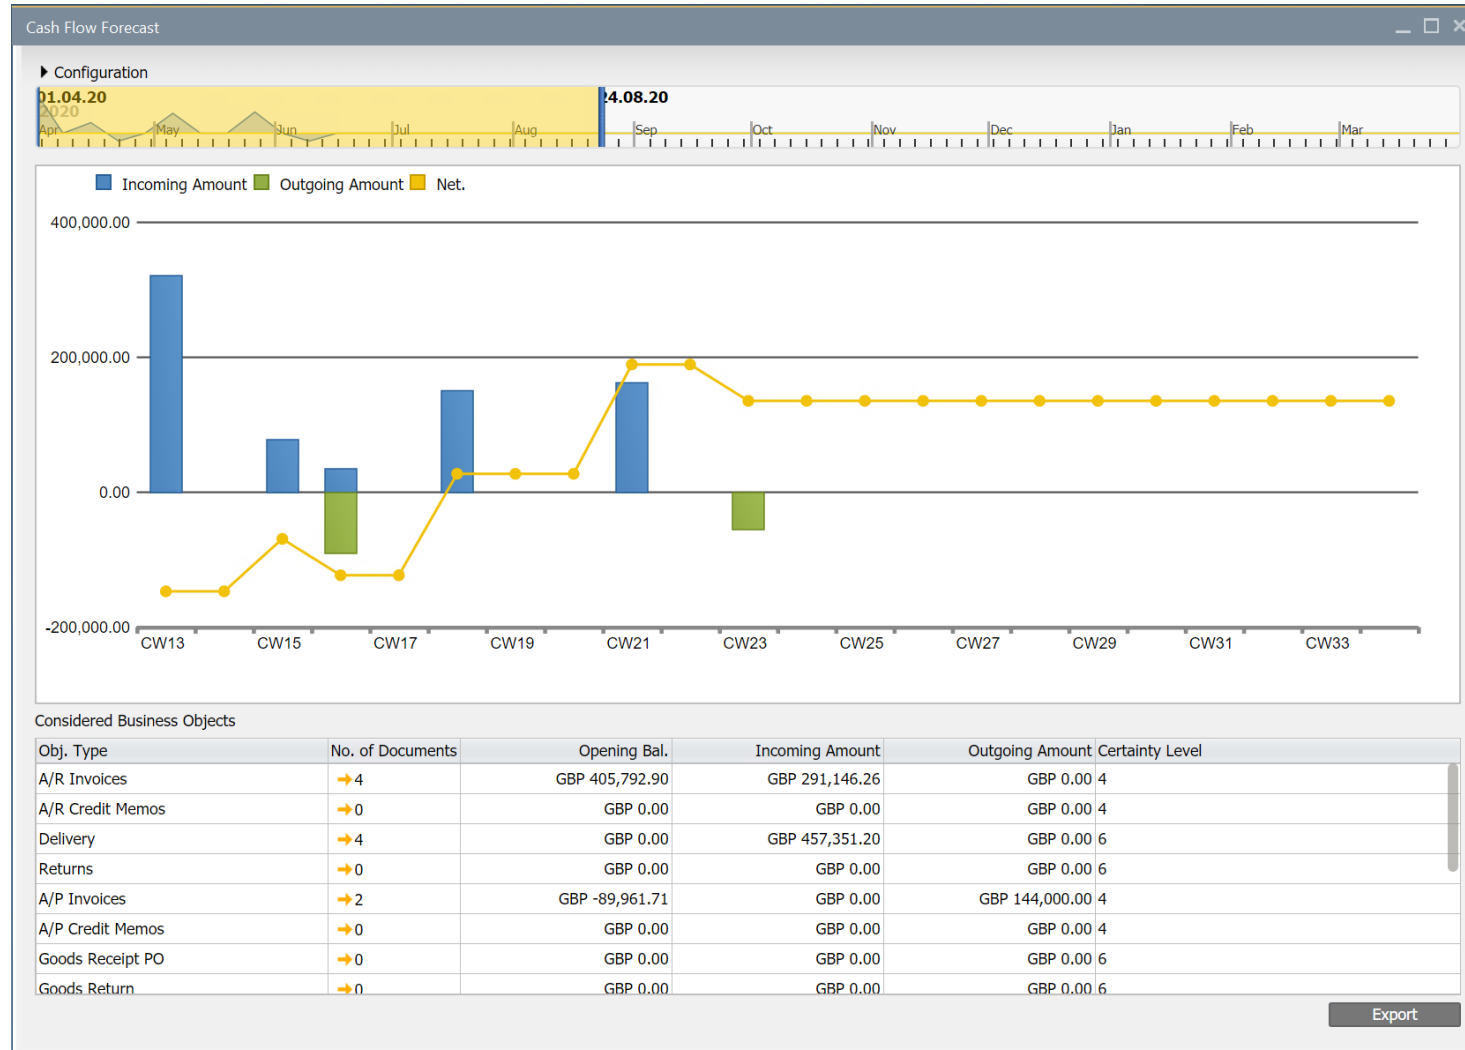 Cash Flow Forecast
Configuration
01.04.20 24.08.20
2020
Apr May Jun Jul Aug Sep Oct Nov Dec Jan Feb Mar
Incoming Amount Outgoing Amount Net.
400,000.00
200,000.00
0.00
-200,000.00
CW13 CW15 CW17 CW19 CW21 CW23 CW25 CW27 CW29 CW31 CW33
Considered Business Objects
Obj. Type No. of Documents Opening Bal. Incoming Amount Outgoing Amount Certainty Level
A/R Invoices 4 GBP 405,792.90 GBP 291,146.26 GBP 0.00 4
A/R Credit Memos 0 GBP 0.00 GBP 0.00 GBP 0.00 4
Delivery 4 GBP 0.00 GBP 457,351.20 GBP 0.00 6
Returns 0 GBP 0.00 GBP 0.00 GBP 0.00 6
A/P Invoices 2 GBP -89,961.71 GBP 0.00 GBP 144,000.00 4
A/P Credit Memos 0 GBP 0.00 GBP 0.00 GBP 0.00 4
Goods Receipt PO 0 GBP 0.00 GBP 0.00 GBP 0.00 6
Goods Return 0 GBP 0.00 GBP 0.00 GBP 0.00 6
Export